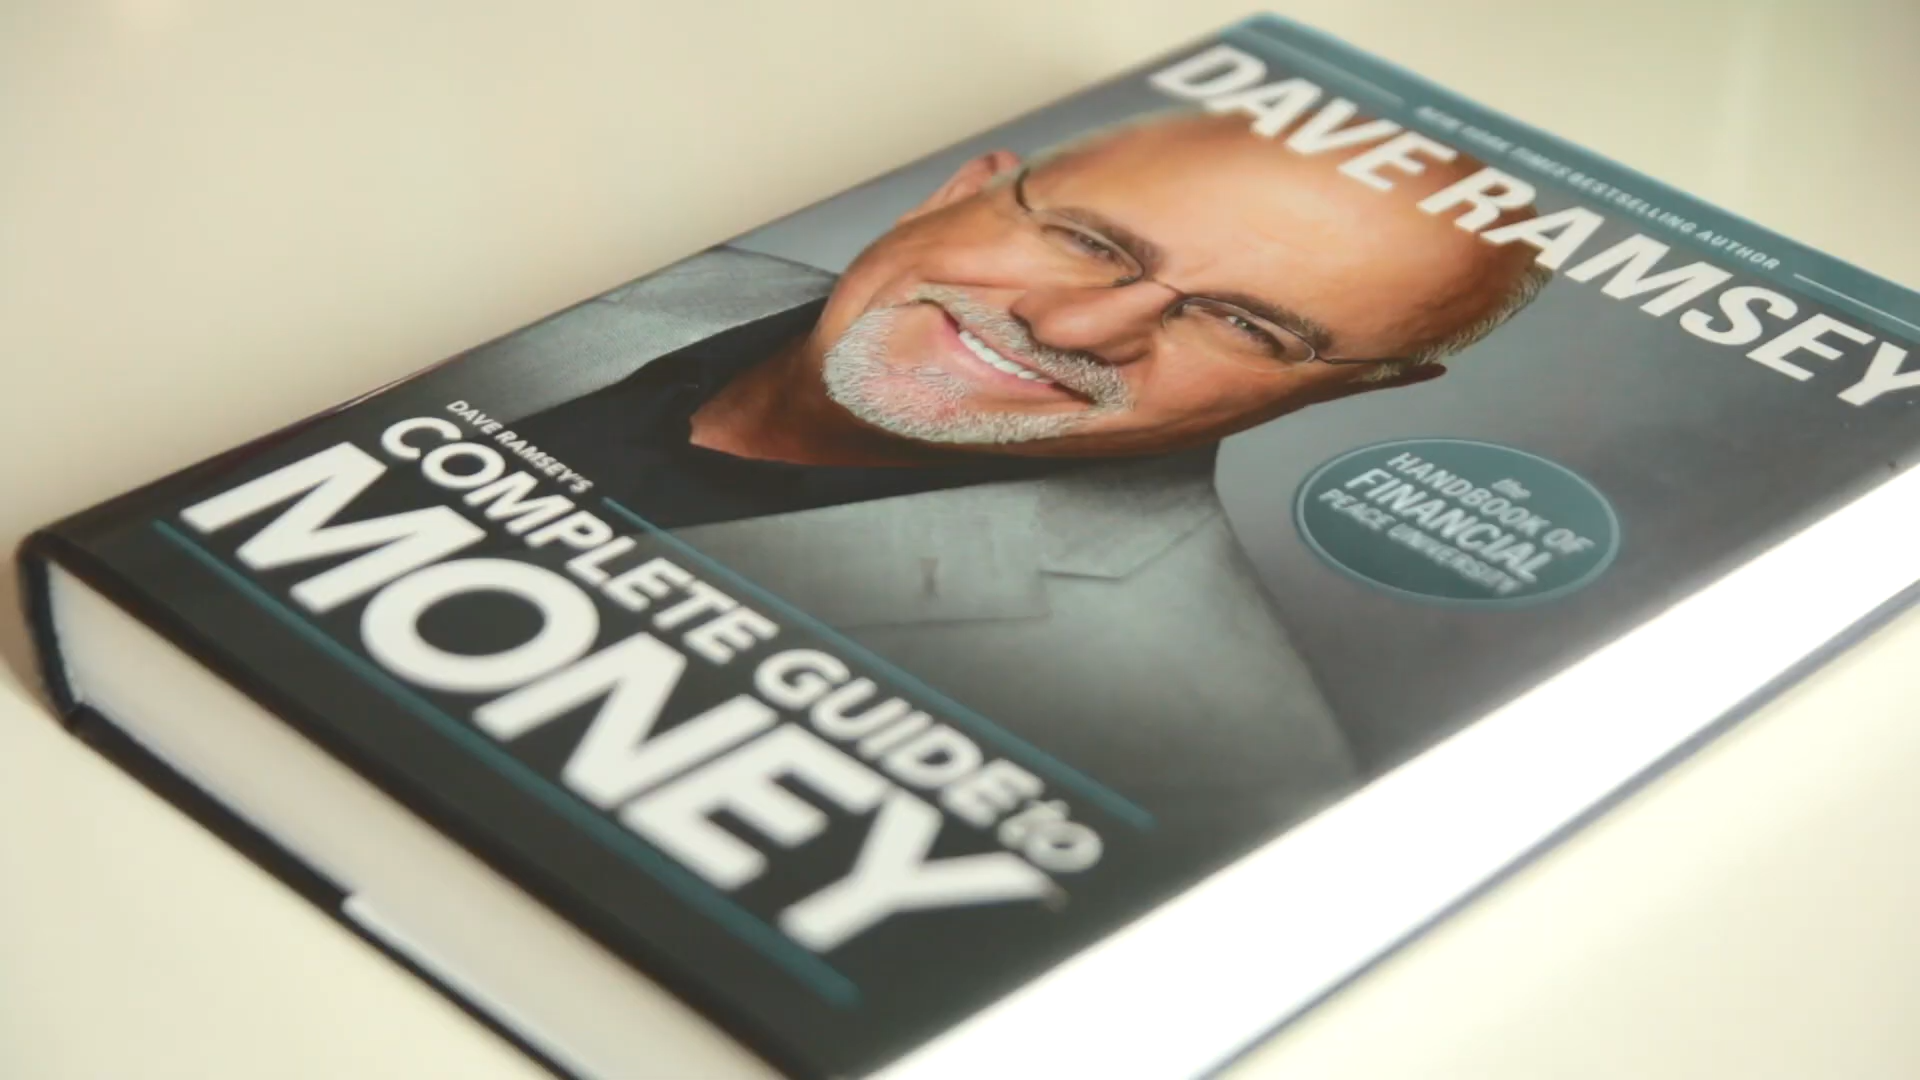 NEW YORK TIMES BESTSELLING AUTHOR
DAVE RAMSEY
the
HANDBOOK OF
FINANCIAL
PEACE UNIVERSITY
DAVE RAMSEY'S
COMPLETE GUIDE to
MONEY